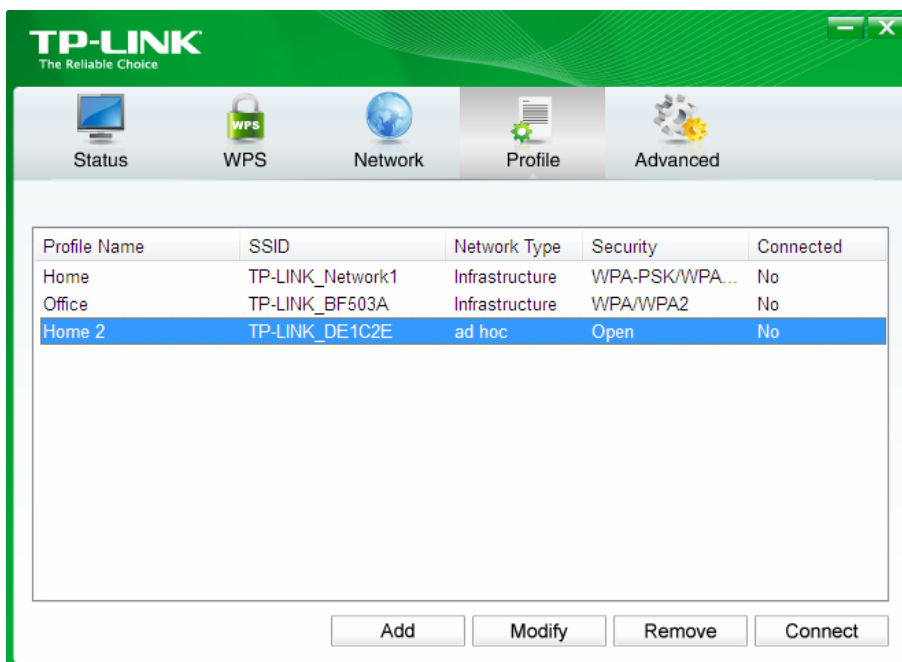 TP-LINK
The Reliable Choice
WPS
Status WPS Network Profile Advanced
Profile Name SSID Network Type Security Connected
Home TP-LINK_Network1 Infrastructure WPA-PSK/WPA... No
Office TP-LINK_BF503A Infrastructure WPA/WPA2 No
Home 2 TP-LINK_DE1C2E ad hoc Open No
Add Modify Remove Connect